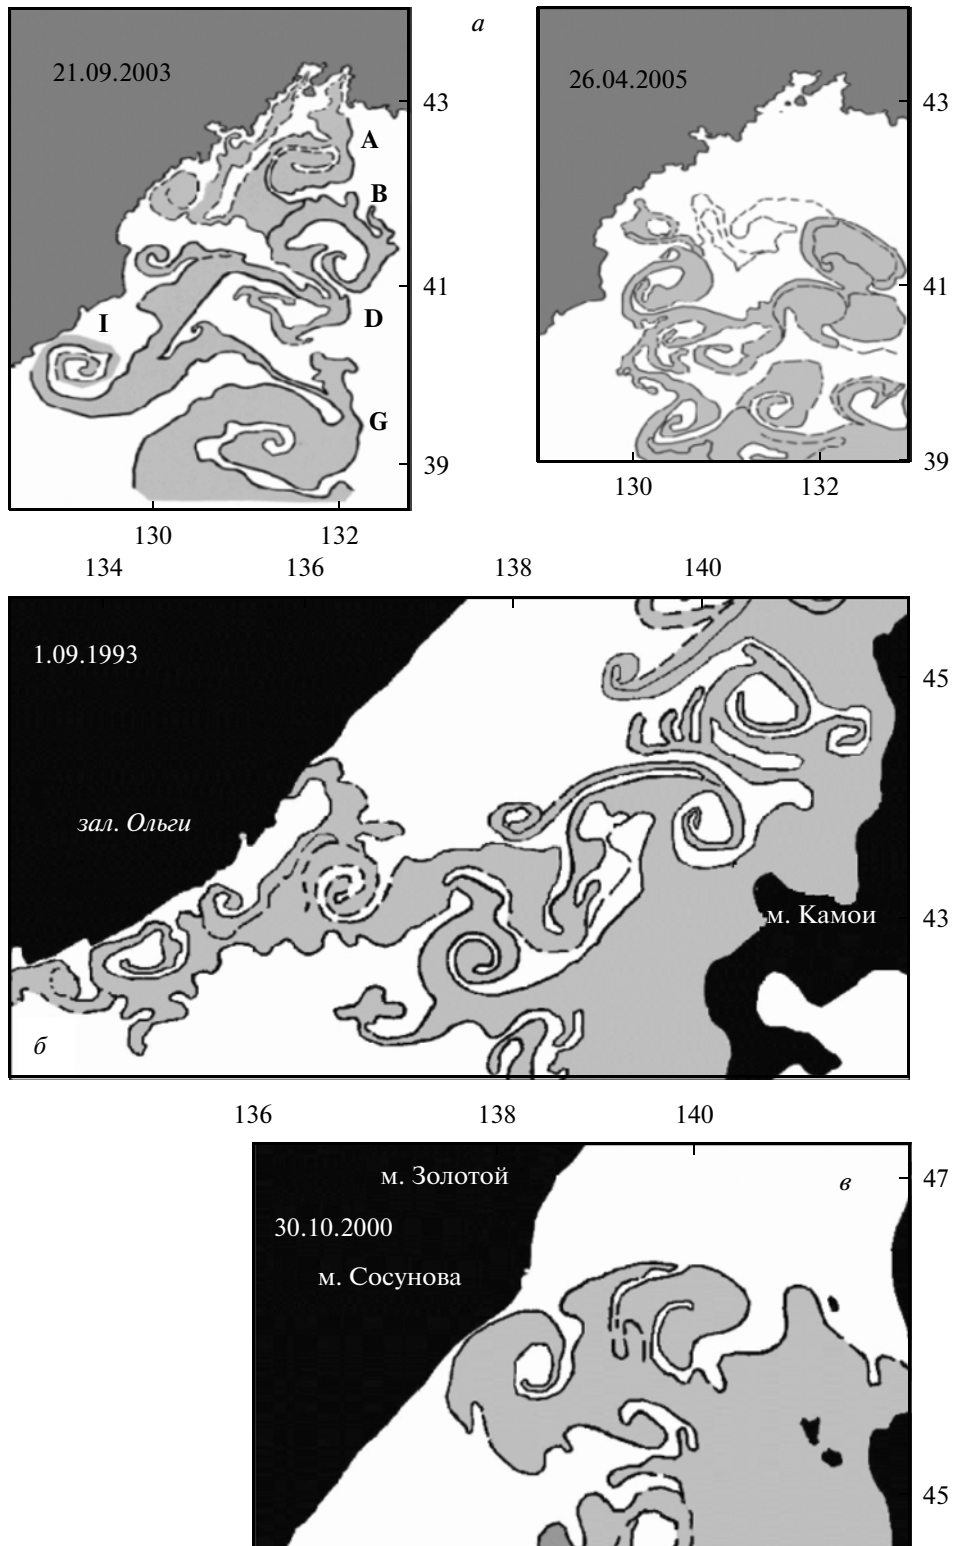 а
21.09.2003
26.04.2005
43
43
A
B
41
41
I
D
G
39
39
130
132
130
132
134
136
138
140
1.09.1993
45
зал. Ольги
м. Камои
43
б
136
138
140
м. Золотой
в
47
30.10.2000
м. Сосунова
45